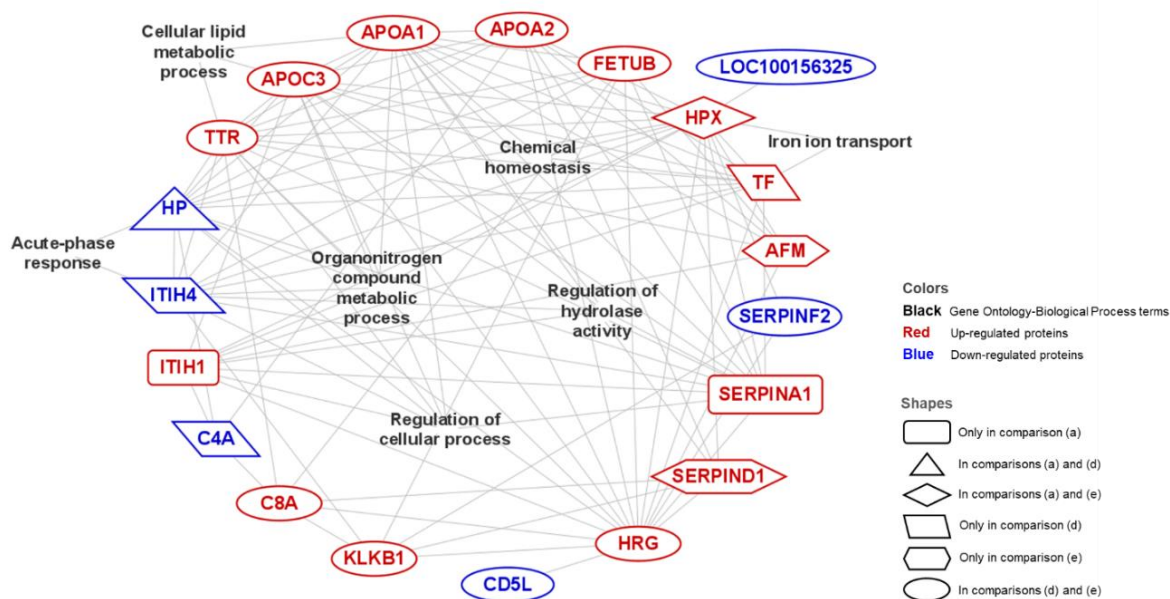 Cellular lipid
metabolic
process
APOA1
APOA2
FETUB
LOC100156325
APOC3
HPX
TTR
Chemical
homeostasis
Iron ion transport
TF
HP
Acute-phase
response
AFM
Organonitrogen
compound
metabolic
process
ITIH4
Regulation of
hydrolase
activity
SERPINF2
ITIH1
SERPINA1
Regulation of
cellular process
C4A
SERPIND1
C8A
HRG
KLKB1
CD5L
Colors
Black Gene Ontology-Biological Process terms
Red Up-regulated proteins
Blue Down-regulated proteins
Shapes
Only in comparison (a)
In comparisons (a) and (d)
In comparisons (a) and (e)
Only in comparison (d)
Only in comparison (e)
In comparisons (d) and (e)